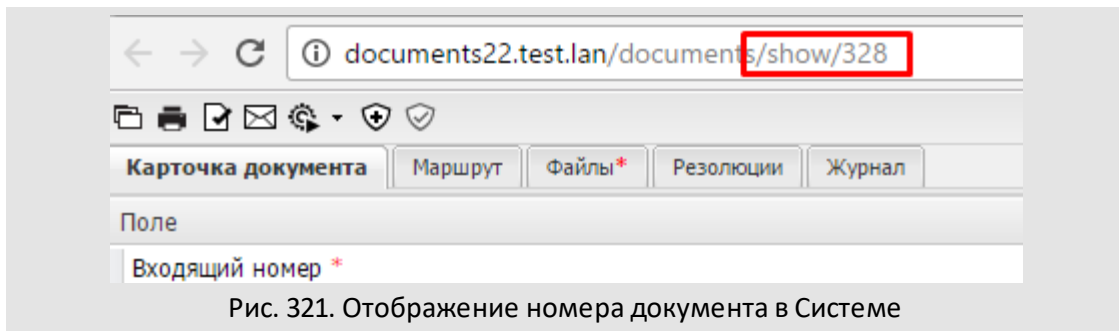 documents22.test.lan/documents/show/328
Карточка документа Маршрут Файлы* Резолюции Журнал
Поле
Входящий номер *
Рис. 321. Отображение номера документа в Системе